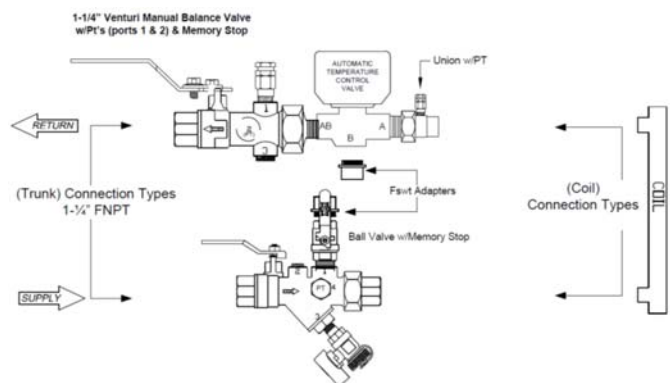 1-1/4" Venturi Manual Balance Valve
w/Pt's (ports 1 & 2) & Memory Stop
AUTOMATIC
TEMPERATURE
CONTROL
VALVE
Union w/PT
RETURN
AB
A
B
(Trunk) Connection Types
1-¼" FNPT
Fswt Adapters
(Coil)
Connection Types
COIL
Ball Valve w/Memory Stop
SUPPLY
PT
4
3